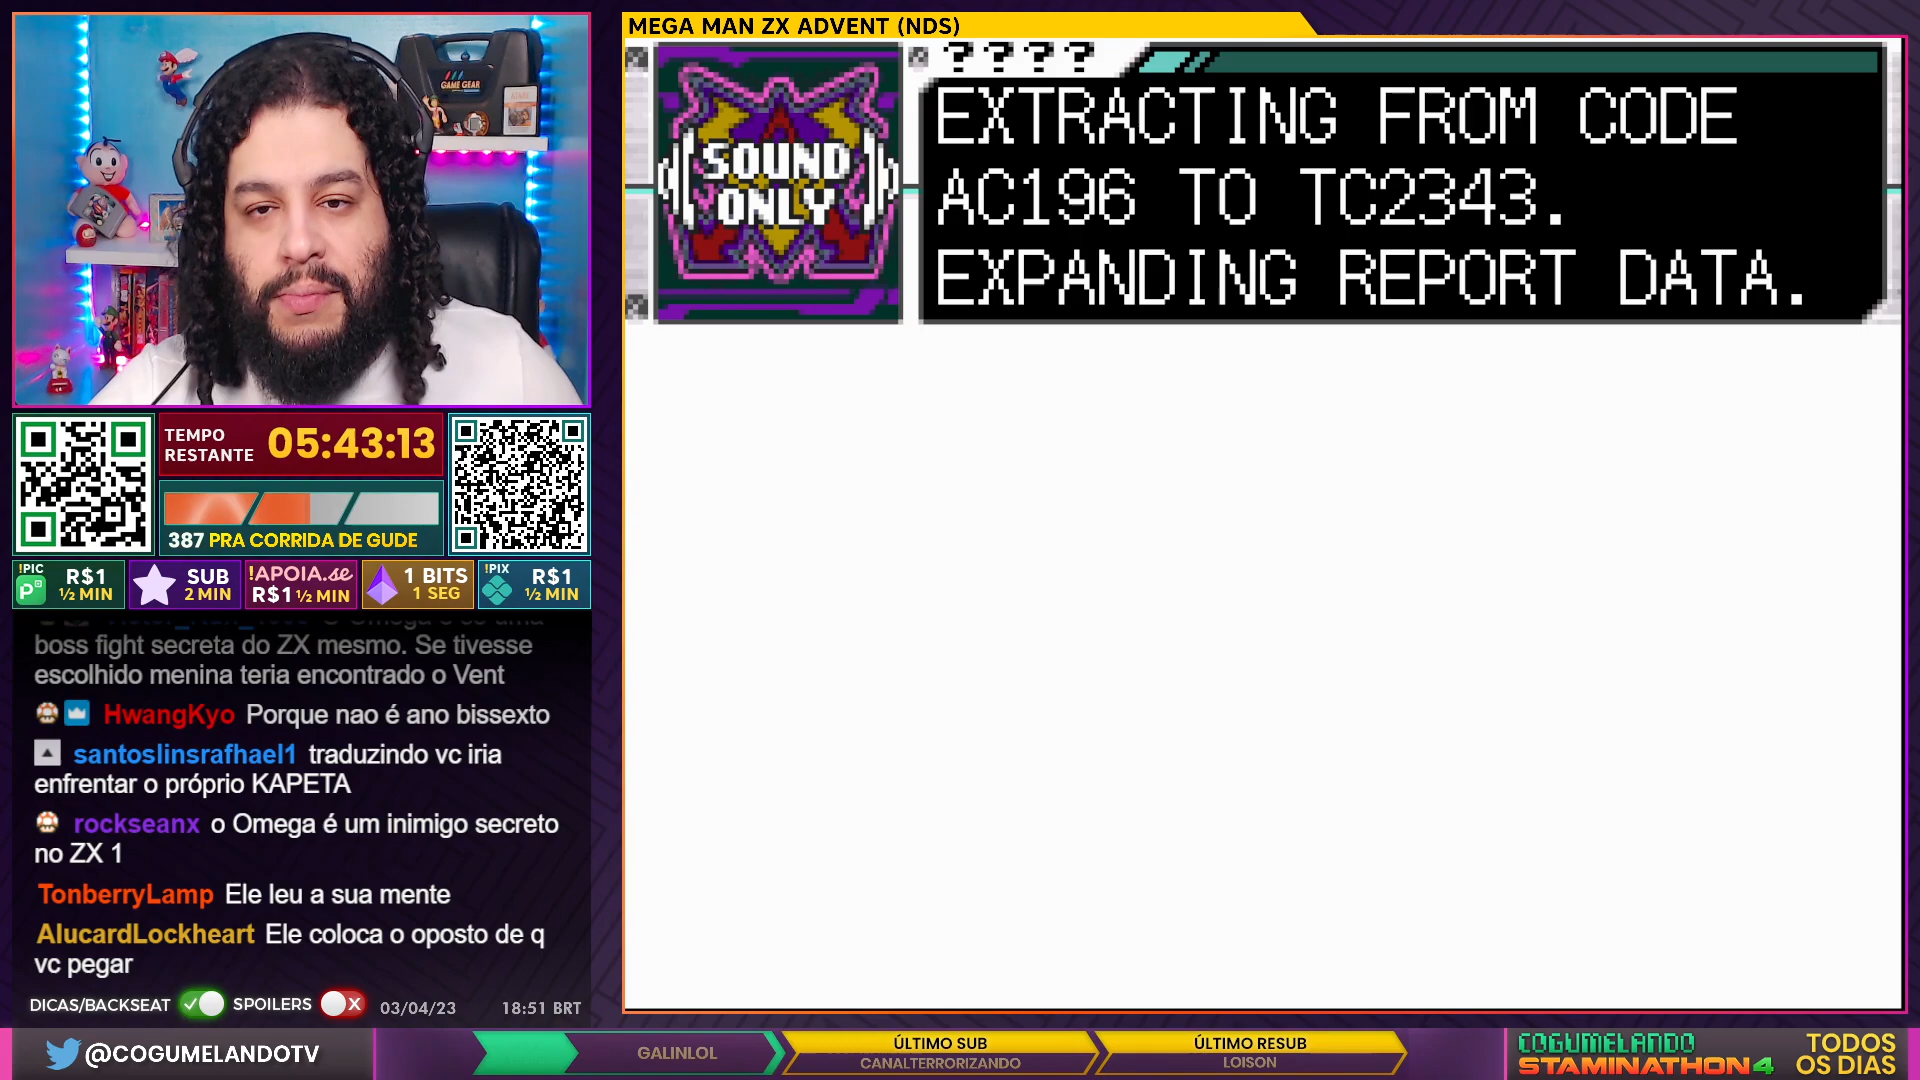 MEGA MAN ZX ADVENT (NDS)
GAME GEAR
????
SOUND
ONLY
EXTRACTING FROM CODE
AC196 TO TC2343.
EXPANDING REPORT DATA.
TEMPO
RESTANTE
05:43:13
387 PRA CORRIDA DE GUDE
!PIC
R$1
½ MIN
SUB
2 MIN
!APOIA.se
R$1 ½ MIN
1 BITS
1 SEG
!PIX
R$1
½ MIN
boss fight secreta do ZX mesmo. Se tivesse
escolhido menina teria encontrado o Vent
HwangKyo Porque nao é ano bissexto
santoslinsrafhael1 traduzindo vc iria
enfrentar o próprio KAPETA
rockseanx o Omega é um inimigo secreto
no ZX 1
TonberryLamp Ele leu a sua mente
AlucardLockheart Ele coloca o oposto de q
vc pegar
DICAS/BACKSEAT SPOILERS X 03/04/23 18:51 BRT
@COGUMELANDOTV
GALINLOL
ÚLTIMO SUB
CANALTERRORIZANDO
ÚLTIMO RESUB
LOISON
COGUMELANDO
STAMINATHON 4
TODOS
OS DIAS